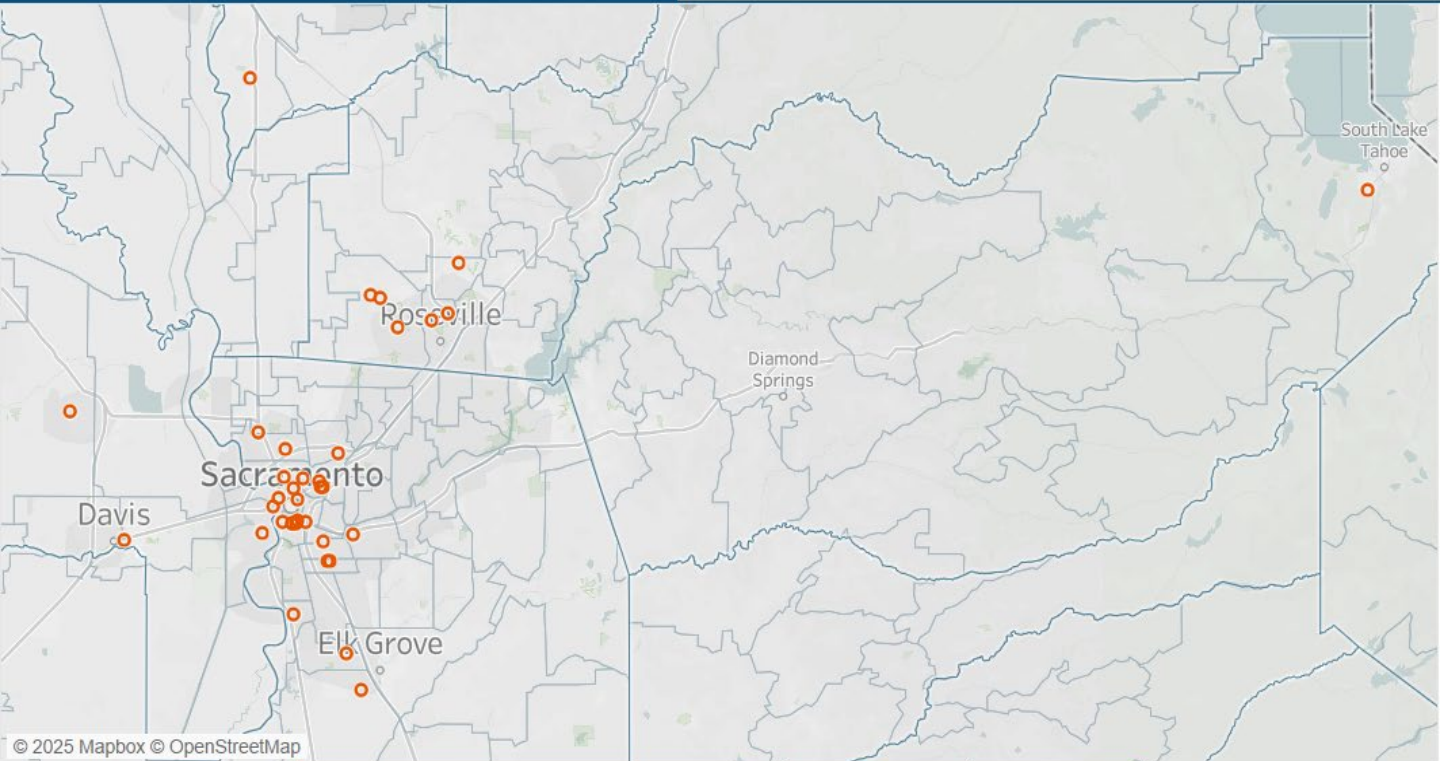 South Lake
Tahoe
Roseville
Diamond
Springs
Sacramento
Davis
Elk Grove
© 2025 Mapbox © OpenStreetMap